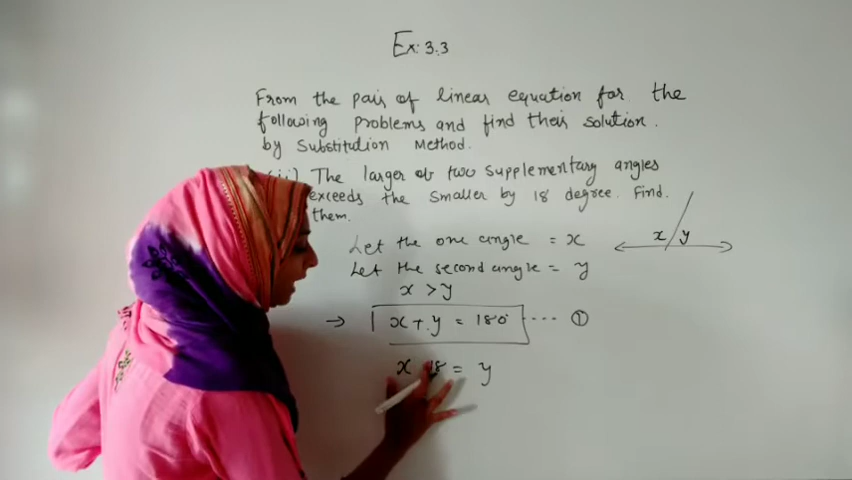 Ex: 3.3
From the pair of linear equation for the
following problems and find their solution.
by Substitution Method.
(ii) The larger of two supplementary angles
exceeds the smaller by 18 degree. Find.
them.
Let the one angle = x
x / y
Let the second angle = y
x > y
→ x + y = 180° ---- ①
x 18 = y